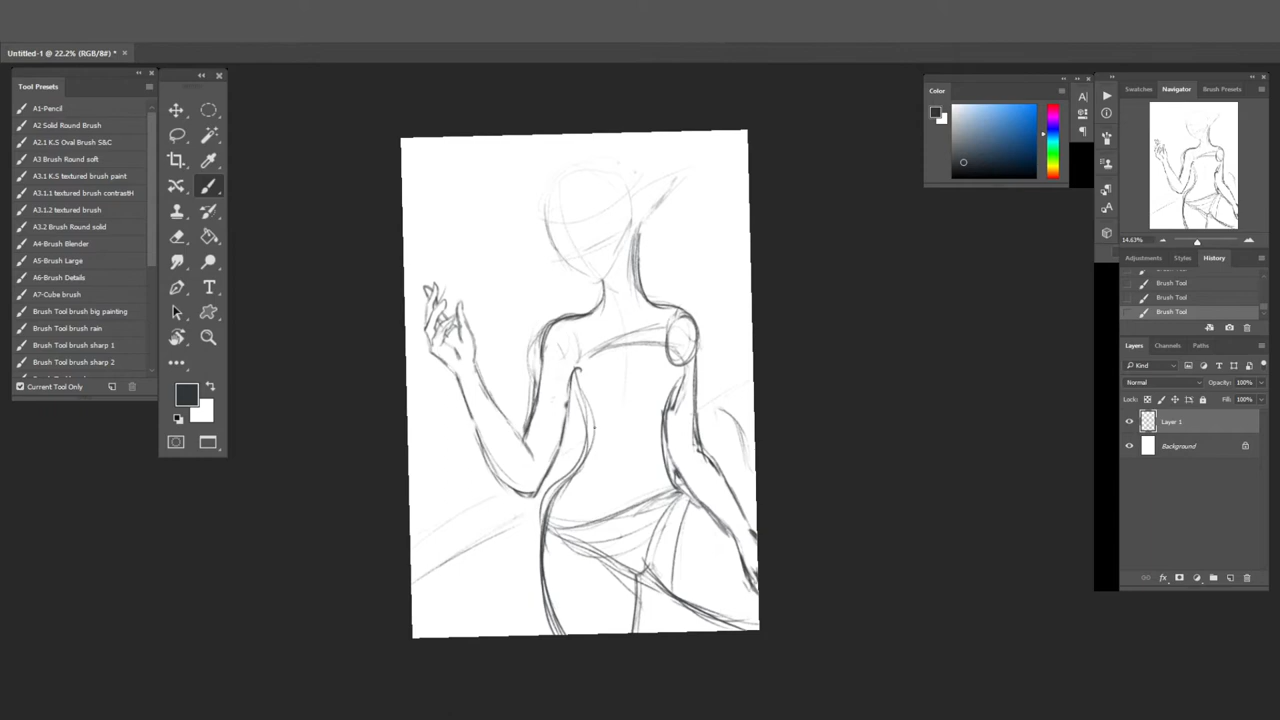 Untitled-1 @ 22.2% (RGB/8#) * ×
Tool Presets
A1-Pencil
A2 Solid Round Brush
A2.1 K.S Oval Brush S&C
A3 Brush Round soft
A3.1 K.S textured brush paint
A3.1.1 textured brush contrastH
A3.1.2 textured brush
A3.2 Brush Round solid
A4-Brush Blender
A5-Brush Large
A6-Brush Details
A7-Cube brush
Brush Tool brush big painting
Brush Tool brush rain
Brush Tool brush sharp 1
Brush Tool brush sharp 2
Current Tool Only
Color
Swatches Navigator Brush Presets
14.63%
Adjustments Styles History
Brush Tool
Brush Tool
Brush Tool
Layers Channels Paths
Kind
Normal Opacity: 100%
Lock: Fill: 100%
Layer 1
Background